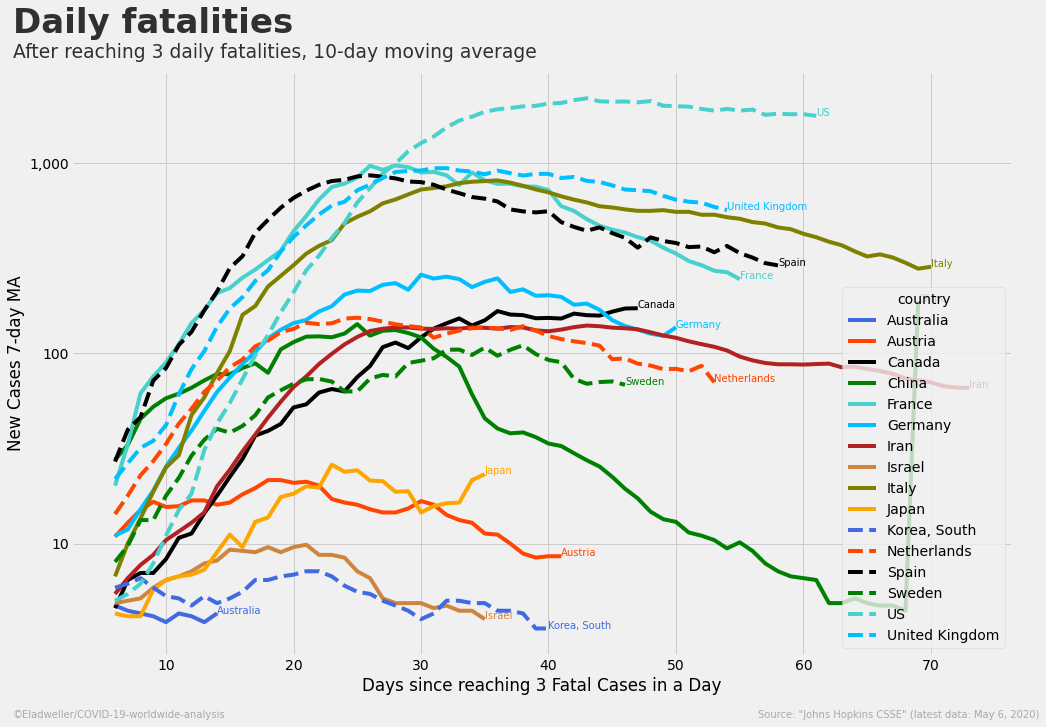 Daily fatalities
After reaching 3 daily fatalities, 10-day moving average
New Cases 7-day MA
1,000
100
10
US
United Kingdom
Italy
Spain
France
Canada
Germany
Iran
Netherlands
Sweden
Japan
Austria
Australia
Israel
Korea, South
country
Australia
Austria
Canada
China
France
Germany
Iran
Israel
Italy
Japan
Korea, South
Netherlands
Spain
Sweden
US
United Kingdom
10 20 30 40 50 60 70
Days since reaching 3 Fatal Cases in a Day
©Eladweller/COVID-19-worldwide-analysis
Source: "Johns Hopkins CSSE" (latest data: May 6, 2020)